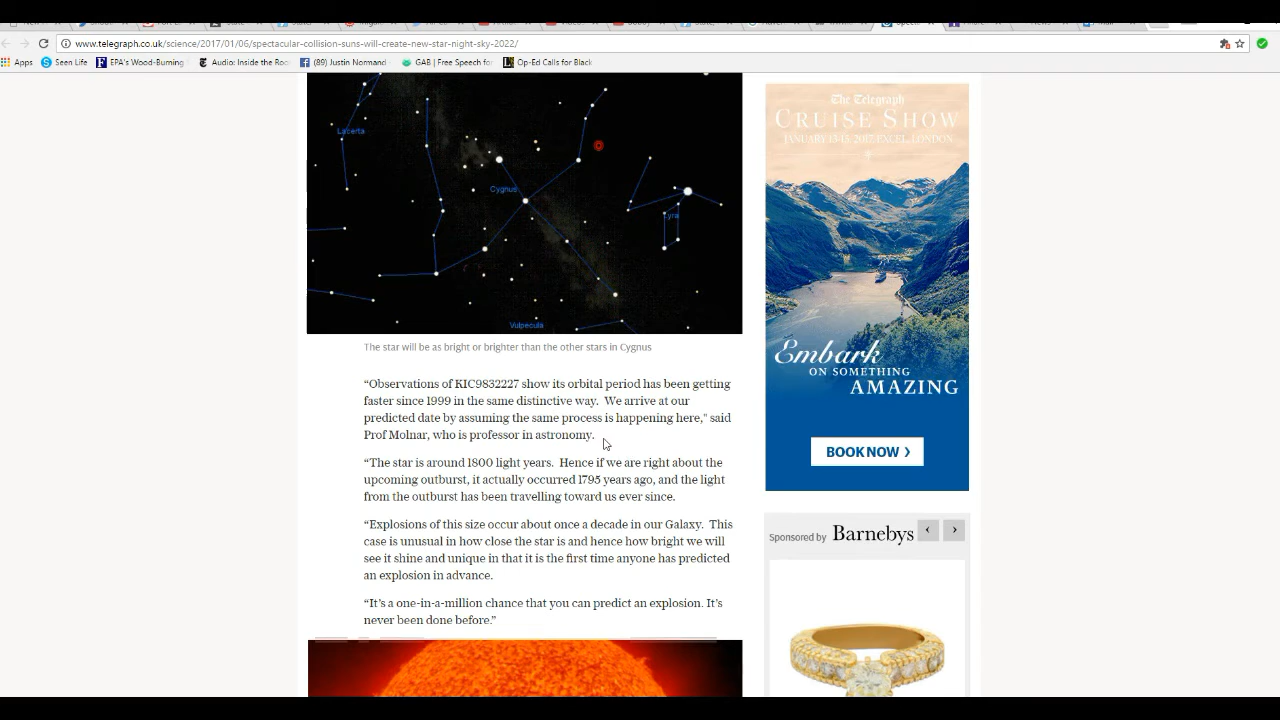 www.telegraph.co.uk/science/2017/01/06/spectacular-collision-suns-will-create-new-star-night-sky-2022/
Apps
Seen Life
EPA's Wood-Burning
Audio: Inside the Roo
(89) Justin Normand
GAB | Free Speech for
Op-Ed Calls for Black
Lacerta
Cygnus
Lyra
Vulpecula
The star will be as bright or brighter than the other stars in Cygnus
“Observations of KIC9832227 show its orbital period has been getting
faster since 1999 in the same distinctive way. We arrive at our
predicted date by assuming the same process is happening here," said
Prof Molnar, who is professor in astronomy.
“The star is around 1800 light years. Hence if we are right about the
upcoming outburst, it actually occurred 1795 years ago, and the light
from the outburst has been travelling toward us ever since.
“Explosions of this size occur about once a decade in our Galaxy. This
case is unusual in how close the star is and hence how bright we will
see it shine and unique in that it is the first time anyone has predicted
an explosion in advance.
“It’s a one-in-a-million chance that you can predict an explosion. It’s
never been done before.”
The Telegraph
CRUISE SHOW
JANUARY 13-15, 2017, EXCEL, LONDON
Embark
ON SOMETHING
AMAZING
BOOK NOW
Sponsored by Barnebys